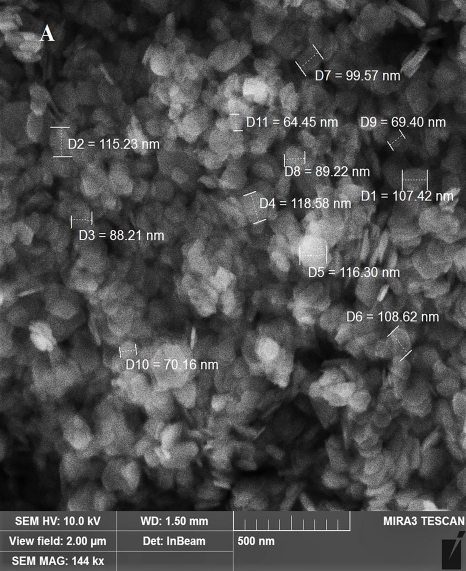 A
D7 = 99.57 nm
D11 = 64.45 nm
D9 = 69.40 nm
D2 = 115.23 nm
D8 = 89.22 nm
D1 = 107.42 nm
D4 = 118.58 nm
D3 = 88.21 nm
D5 = 116.30 nm
D6 = 108.62 nm
D10 = 70.16 nm
SEM HV: 10.0 kV WD: 1.50 mm MIRA3 TESCAN
View field: 2.00 µm Det: InBeam 500 nm
SEM MAG: 144 kx